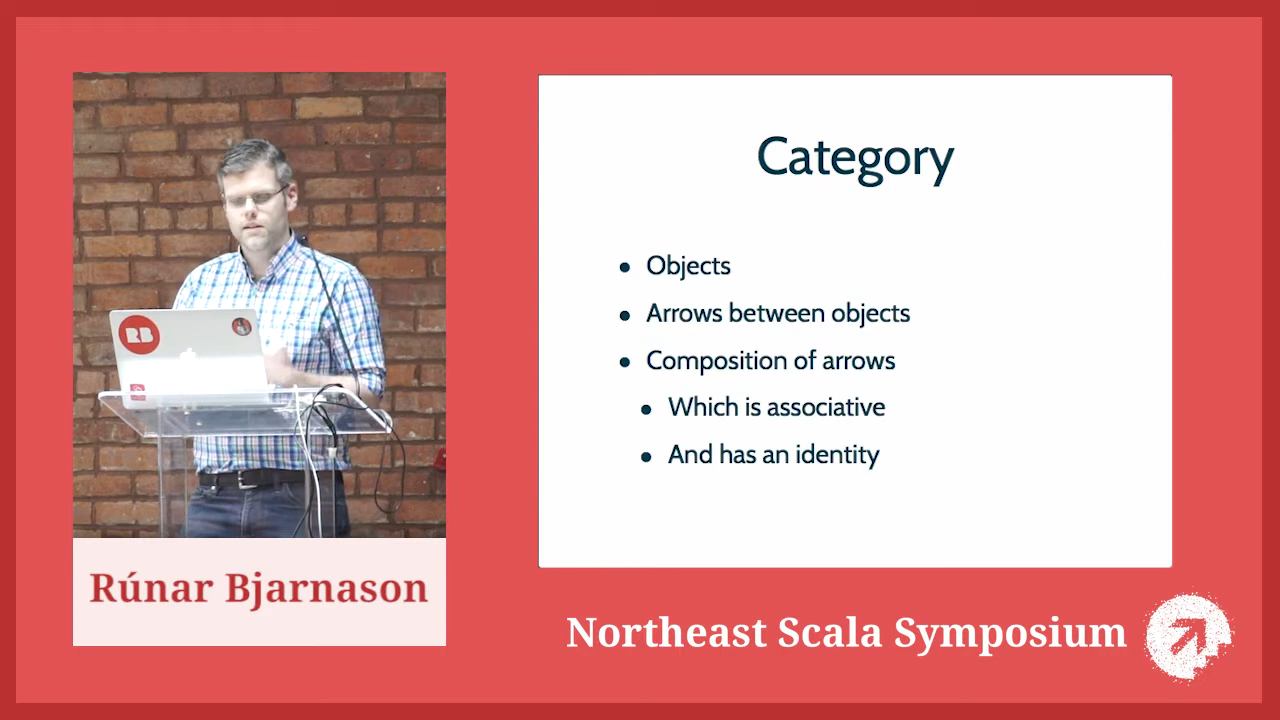 RB
Rúnar Bjarnason
Category
• Objects
• Arrows between objects
• Composition of arrows
• Which is associative
• And has an identity
Northeast Scala Symposium